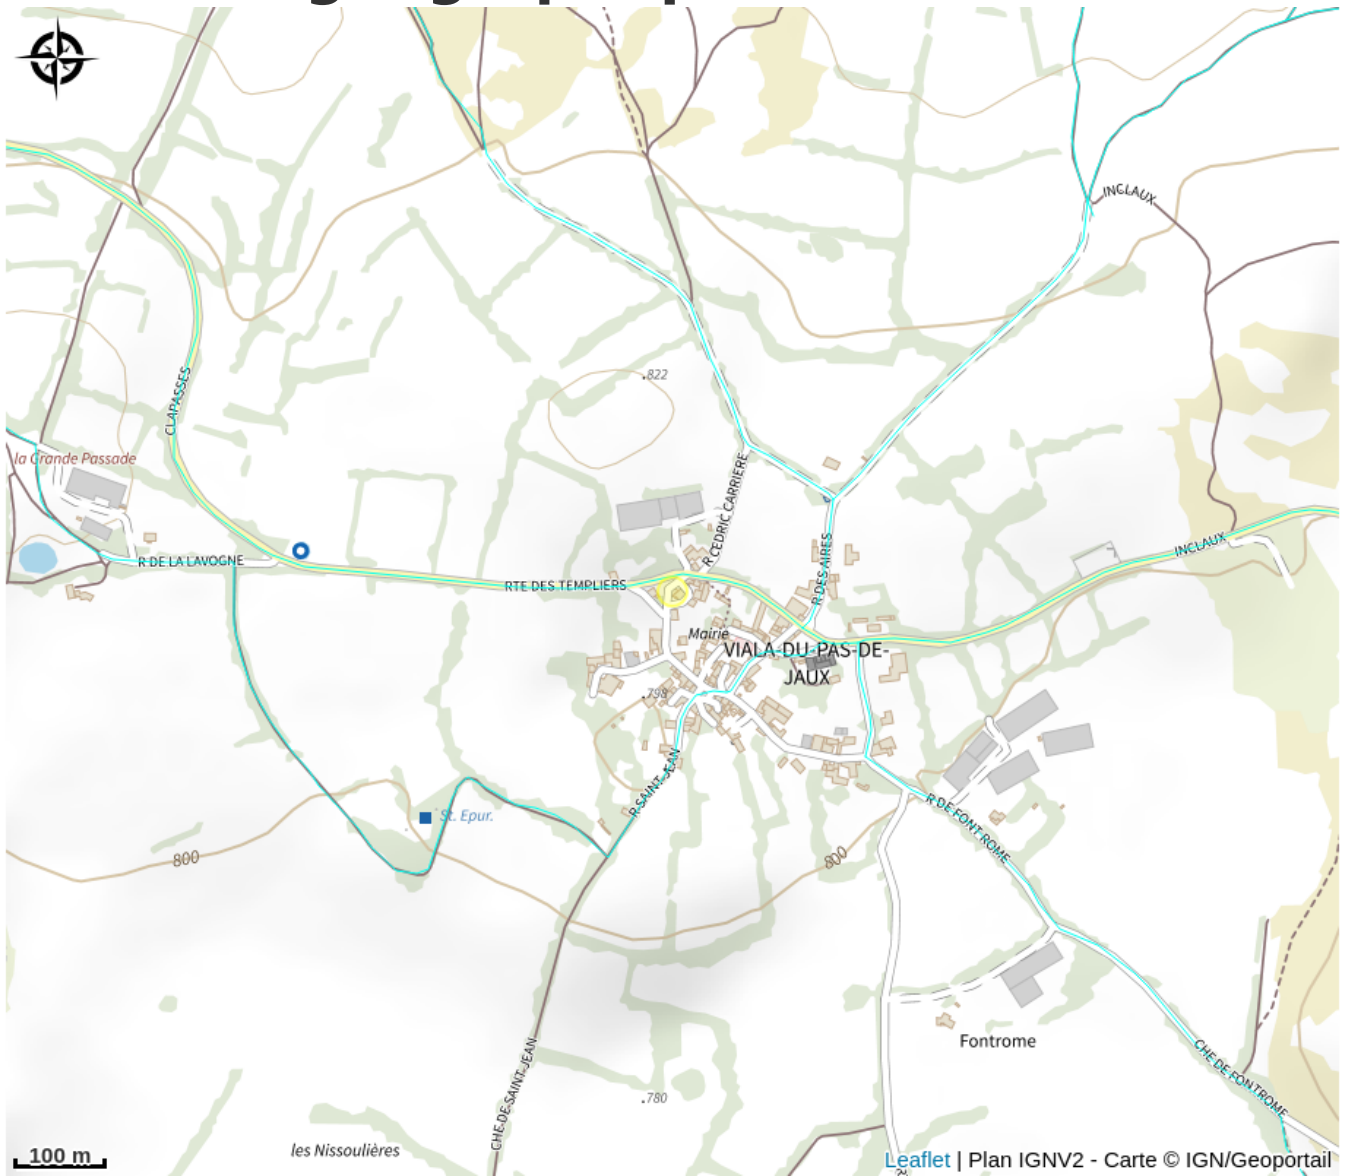 INCLAUX
CLAPASSES
.822
la Grande Passade
R CEDRIC CARRIERE
R DE LA LAVOGNE
R DES AIRES
INCLAUX
RTE DES TEMPLIERS
Mairie
VIALA-DU-PAS-DE-
JAUX
.798
R SAINT-JEAN
St. Epur.
R DE FONT ROME
800
800
Fontrome
CHE DE SAINT-JEAN
CHE DE FONTROME
.780
les Nissoulières
100 m
Leaflet | Plan IGNV2 - Carte © IGN/Geoportail